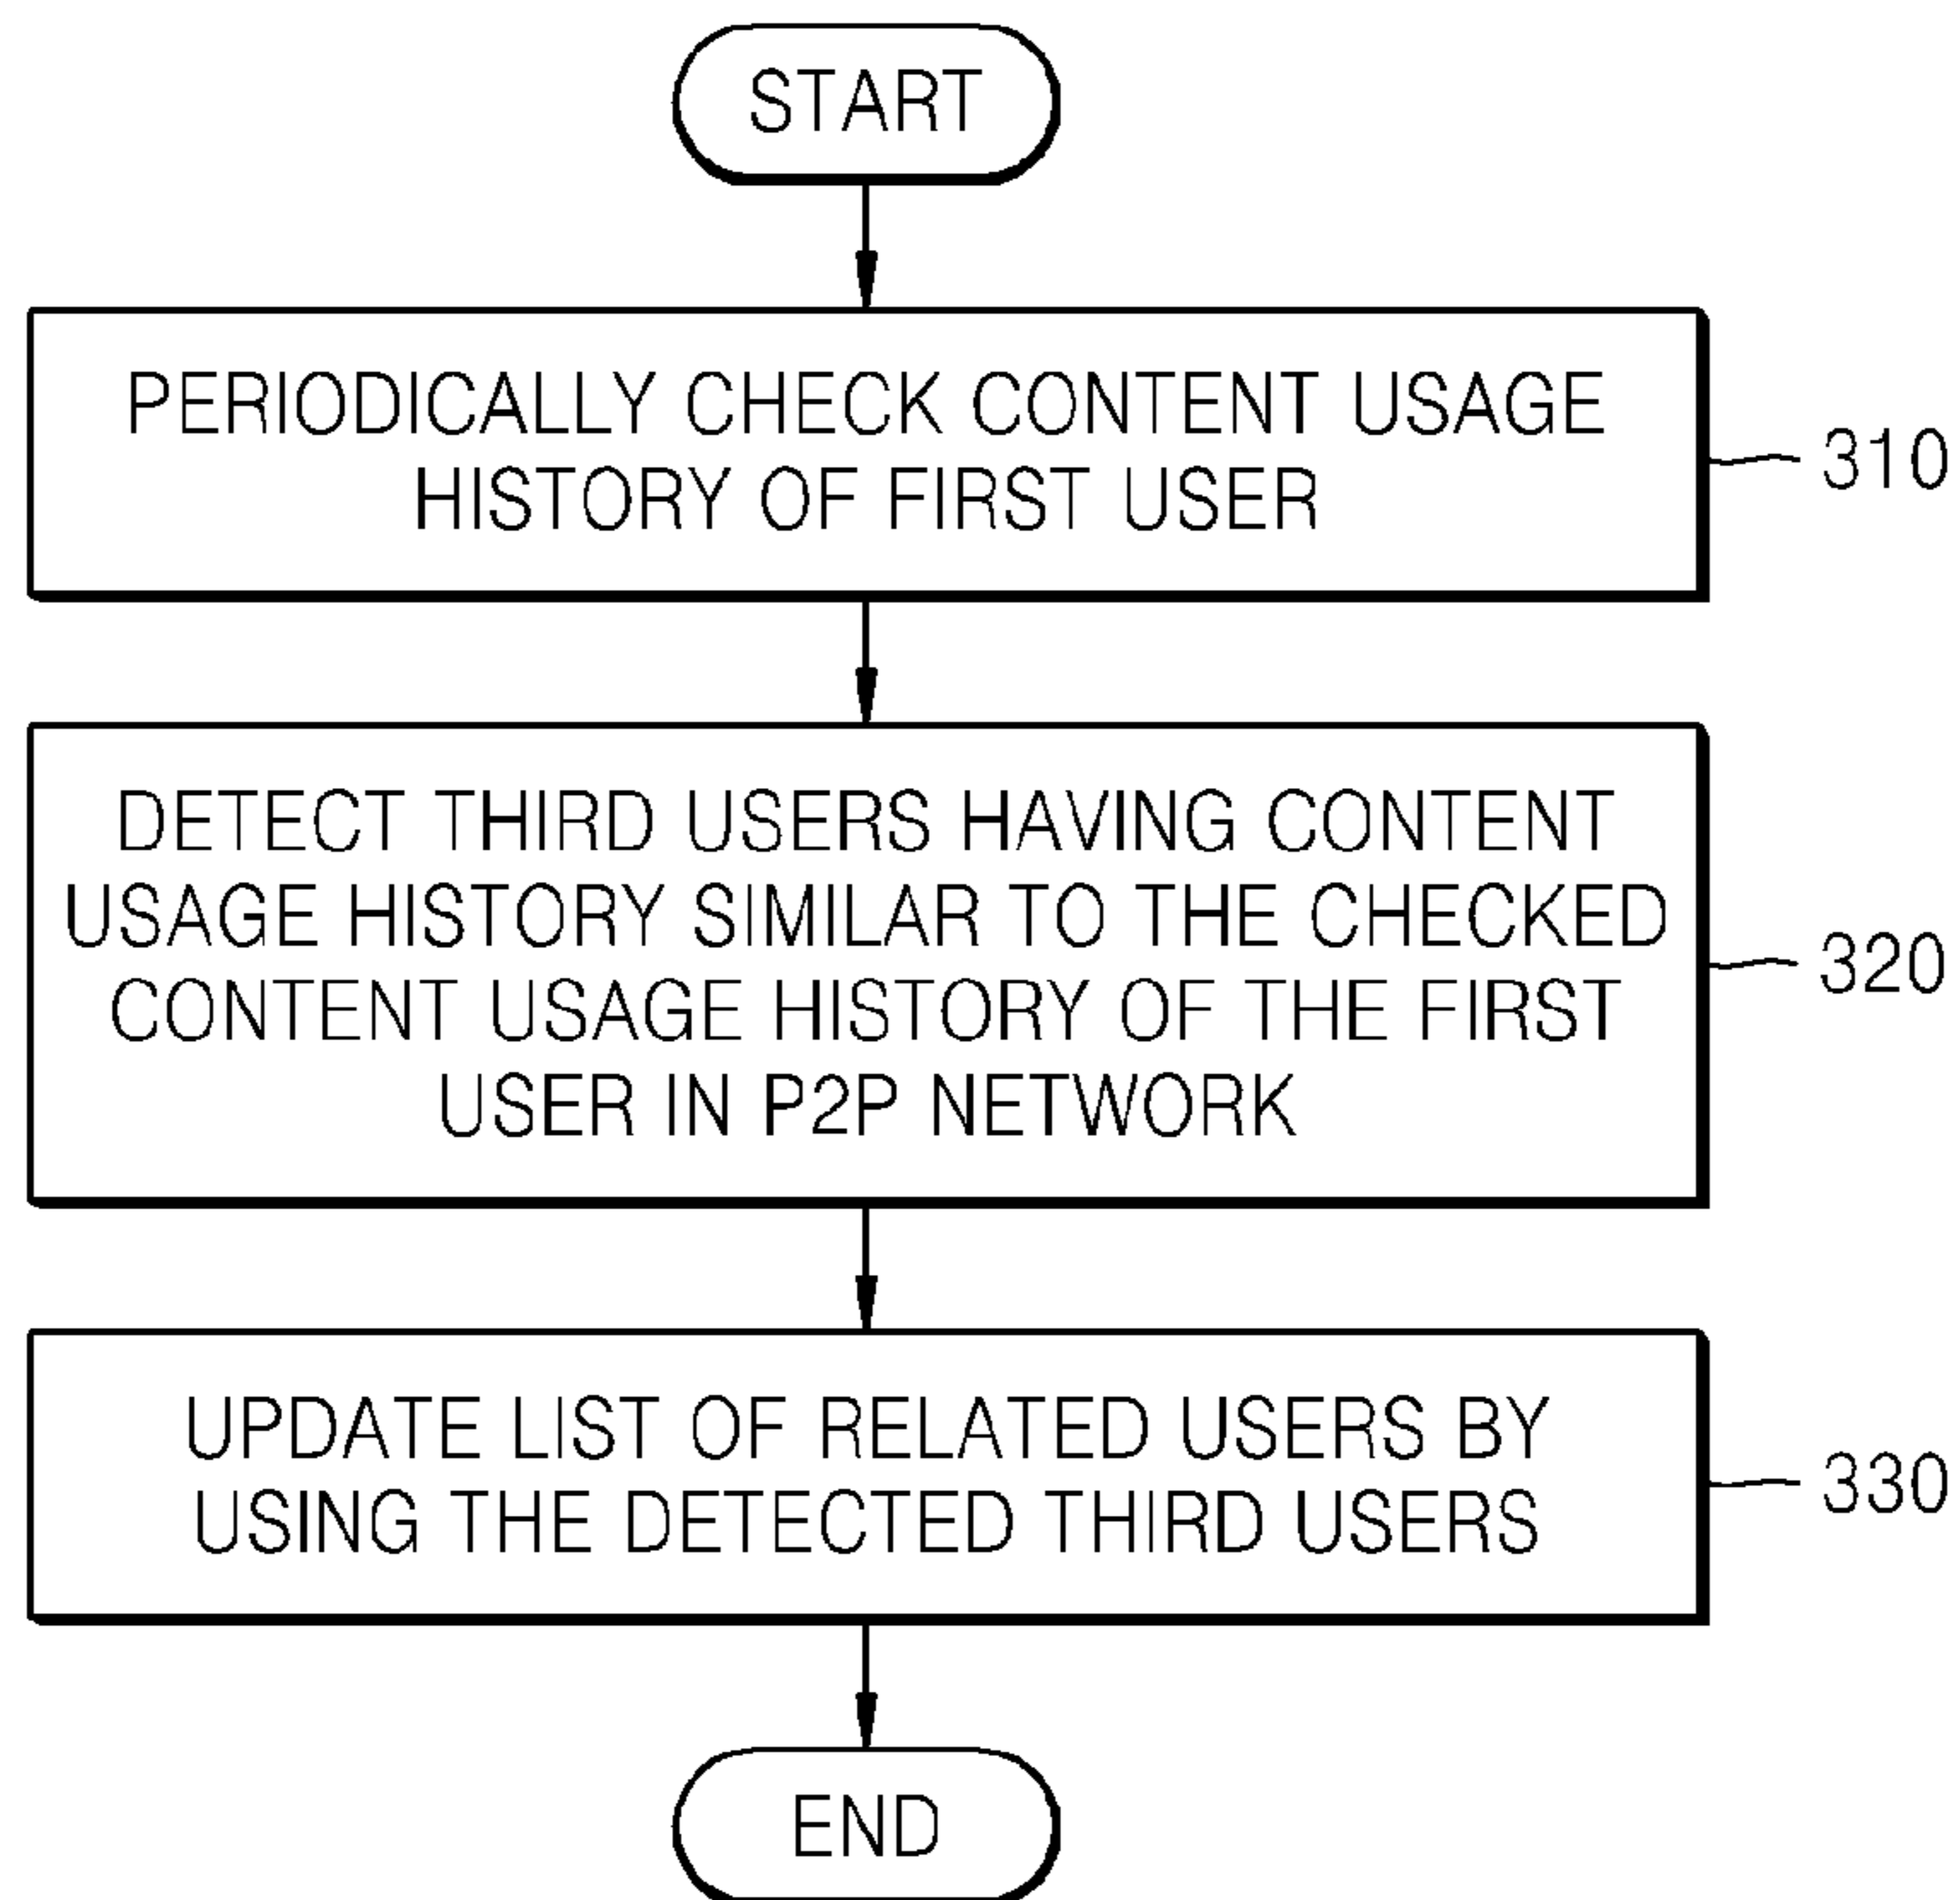 START
PERIODICALLY CHECK CONTENT USAGE
HISTORY OF FIRST USER
310
DETECT THIRD USERS HAVING CONTENT
USAGE HISTORY SIMILAR TO THE CHECKED
CONTENT USAGE HISTORY OF THE FIRST
USER IN P2P NETWORK
320
UPDATE LIST OF RELATED USERS BY
USING THE DETECTED THIRD USERS
330
END